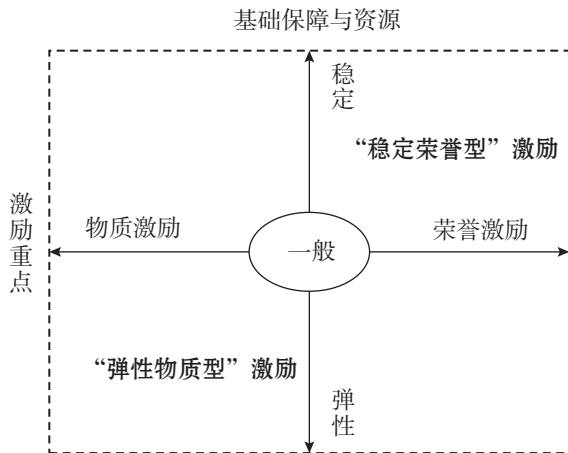 基础保障与资源
稳定
“稳定荣誉型”激励
激励重点
物质激励
荣誉激励
一般
“弹性物质型”激励
弹性